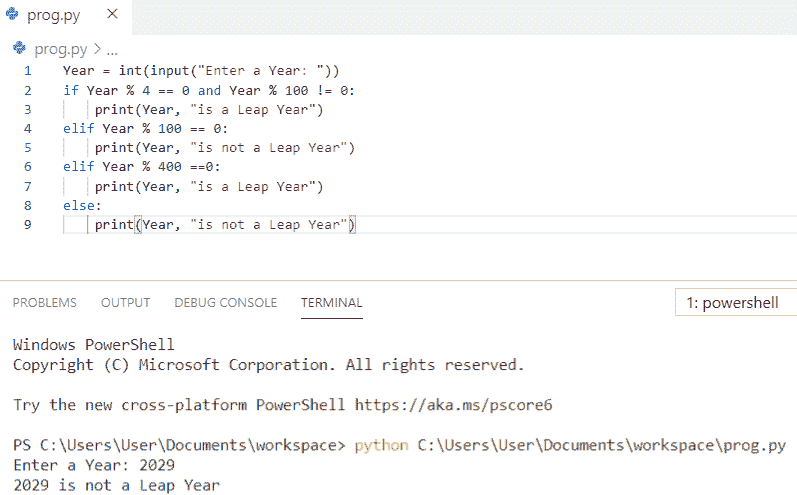 prog.py ×
prog.py > ...
1 Year = int(input("Enter a Year: "))
2 if Year % 4 == 0 and Year % 100 != 0:
3 print(Year, "is a Leap Year")
4 elif Year % 100 == 0:
5 print(Year, "is not a Leap Year")
6 elif Year % 400 ==0:
7 print(Year, "is a Leap Year")
8 else:
9 print(Year, "is not a Leap Year")
PROBLEMS OUTPUT DEBUG CONSOLE TERMINAL 1: powershell
Windows PowerShell
Copyright (C) Microsoft Corporation. All rights reserved.
Try the new cross-platform PowerShell https://aka.ms/pscore6
PS C:\Users\User\Documents\workspace> python C:\Users\User\Documents\workspace\prog.py
Enter a Year: 2029
2029 is not a Leap Year